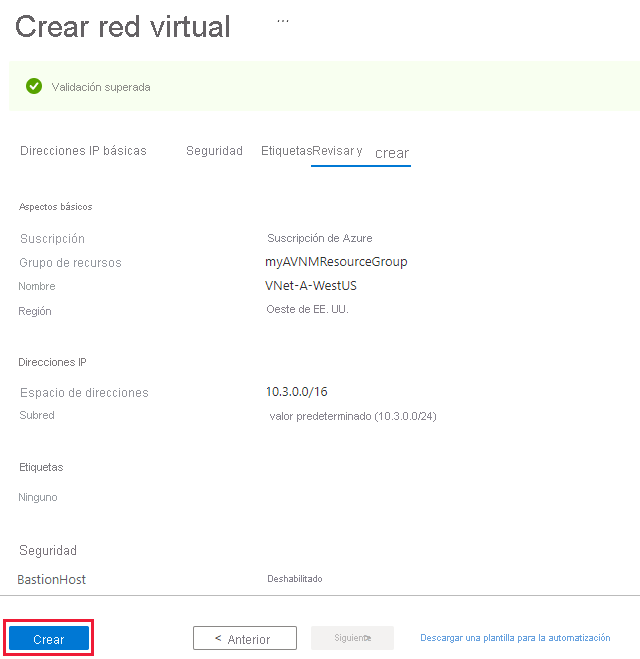 Crear red virtual ...
Validación superada
Direcciones IP básicas Seguridad Etiquetas Revisar y crear
Aspectos básicos
Suscripción Suscripción de Azure
Grupo de recursos myAVNMResourceGroup
Nombre VNet-A-WestUS
Región Oeste de EE. UU.
Direcciones IP
Espacio de direcciones 10.3.0.0/16
Subred valor predeterminado (10.3.0.0/24)
Etiquetas
Ninguno
Seguridad
BastionHost Deshabilitado
Crear < Anterior Siguiente > Descargar una plantilla para la automatización